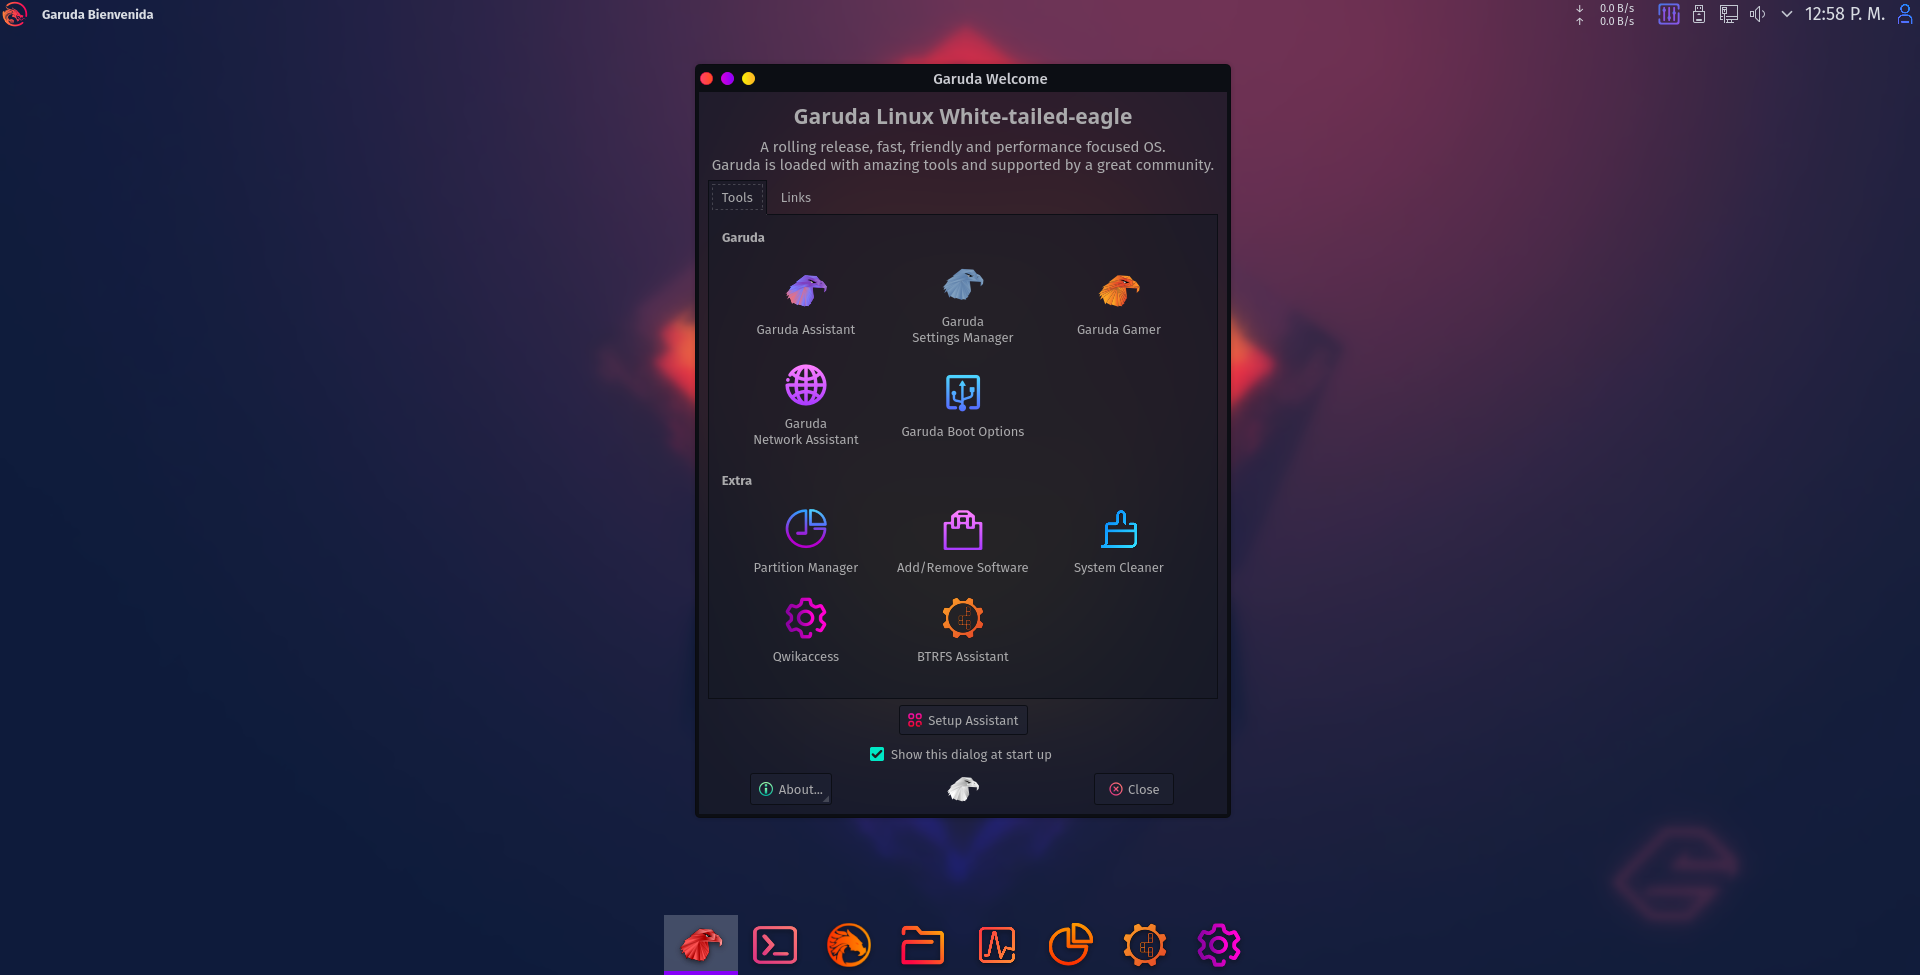 Garuda Bienvenida
0.0 B/s
0.0 B/s
12:58 P. M.
Garuda Welcome
Garuda Linux White-tailed-eagle
A rolling release, fast, friendly and performance focused OS.
Garuda is loaded with amazing tools and supported by a great community.
Tools
Links
Garuda
Garuda Assistant
Garuda
Settings Manager
Garuda Gamer
Garuda
Network Assistant
Garuda Boot Options
Extra
Partition Manager
Add/Remove Software
System Cleaner
Qwikaccess
BTRFS Assistant
Setup Assistant
Show this dialog at start up
About...
Close